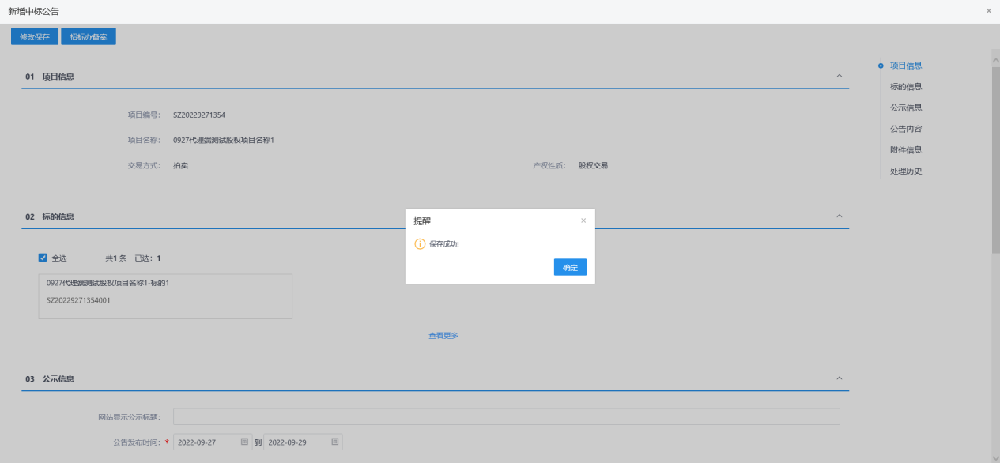 新增中标公告
修改保存 招标办备案
01 项目信息
项目信息
标的信息
公示信息
公告内容
附件信息
处理历史
项目编号: SZ20229271354
项目名称: 0927代理端测试股权项目名称1
交易方式: 拍卖 产权性质: 股权交易
02 标的信息
提醒
保存成功!
确定
全选 共1 条 已选: 1
0927代理端测试股权项目名称1-标的1
SZ20229271354001
查看更多
03 公示信息
网站显示公示标题:
公告发布时间: * 2022-09-27 到 2022-09-29